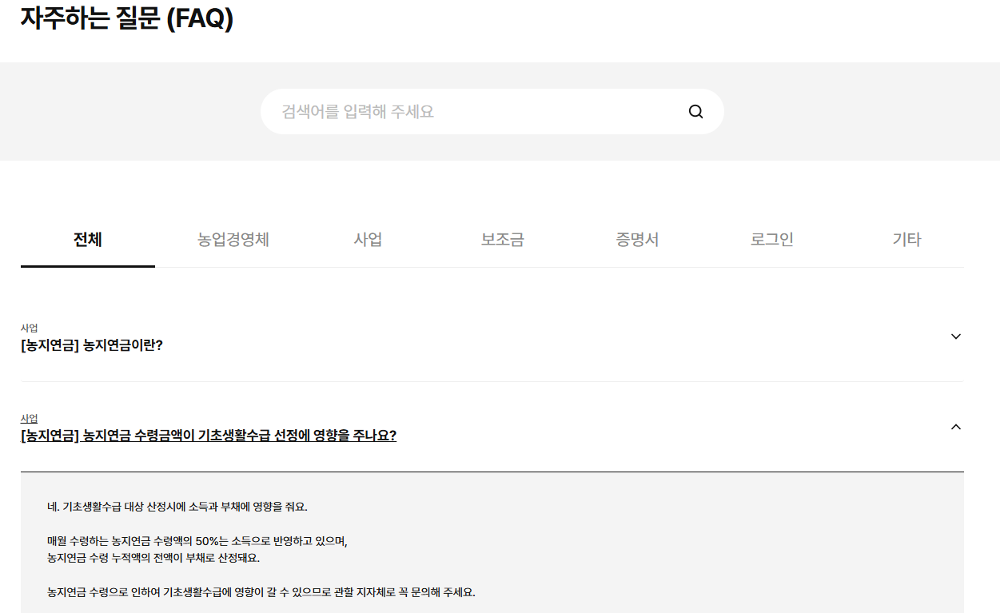 자주하는 질문 (FAQ)
검색어를 입력해 주세요
전체 농업경영체 사업 보조금 증명서 로그인 기타
사업
[농지연금] 농지연금이란?
사업
[농지연금] 농지연금 수령금액이 기초생활수급 선정에 영향을 주나요?
네. 기초생활수급 대상 산정시에 소득과 부채에 영향을 줘요.
매월 수령하는 농지연금 수령액의 50%는 소득으로 반영하고 있으며,
농지연금 수령 누적액의 전액이 부채로 산정돼요.
농지연금 수령으로 인하여 기초생활수급에 영향이 갈 수 있으므로 관할 지자체로 꼭 문의해 주세요.